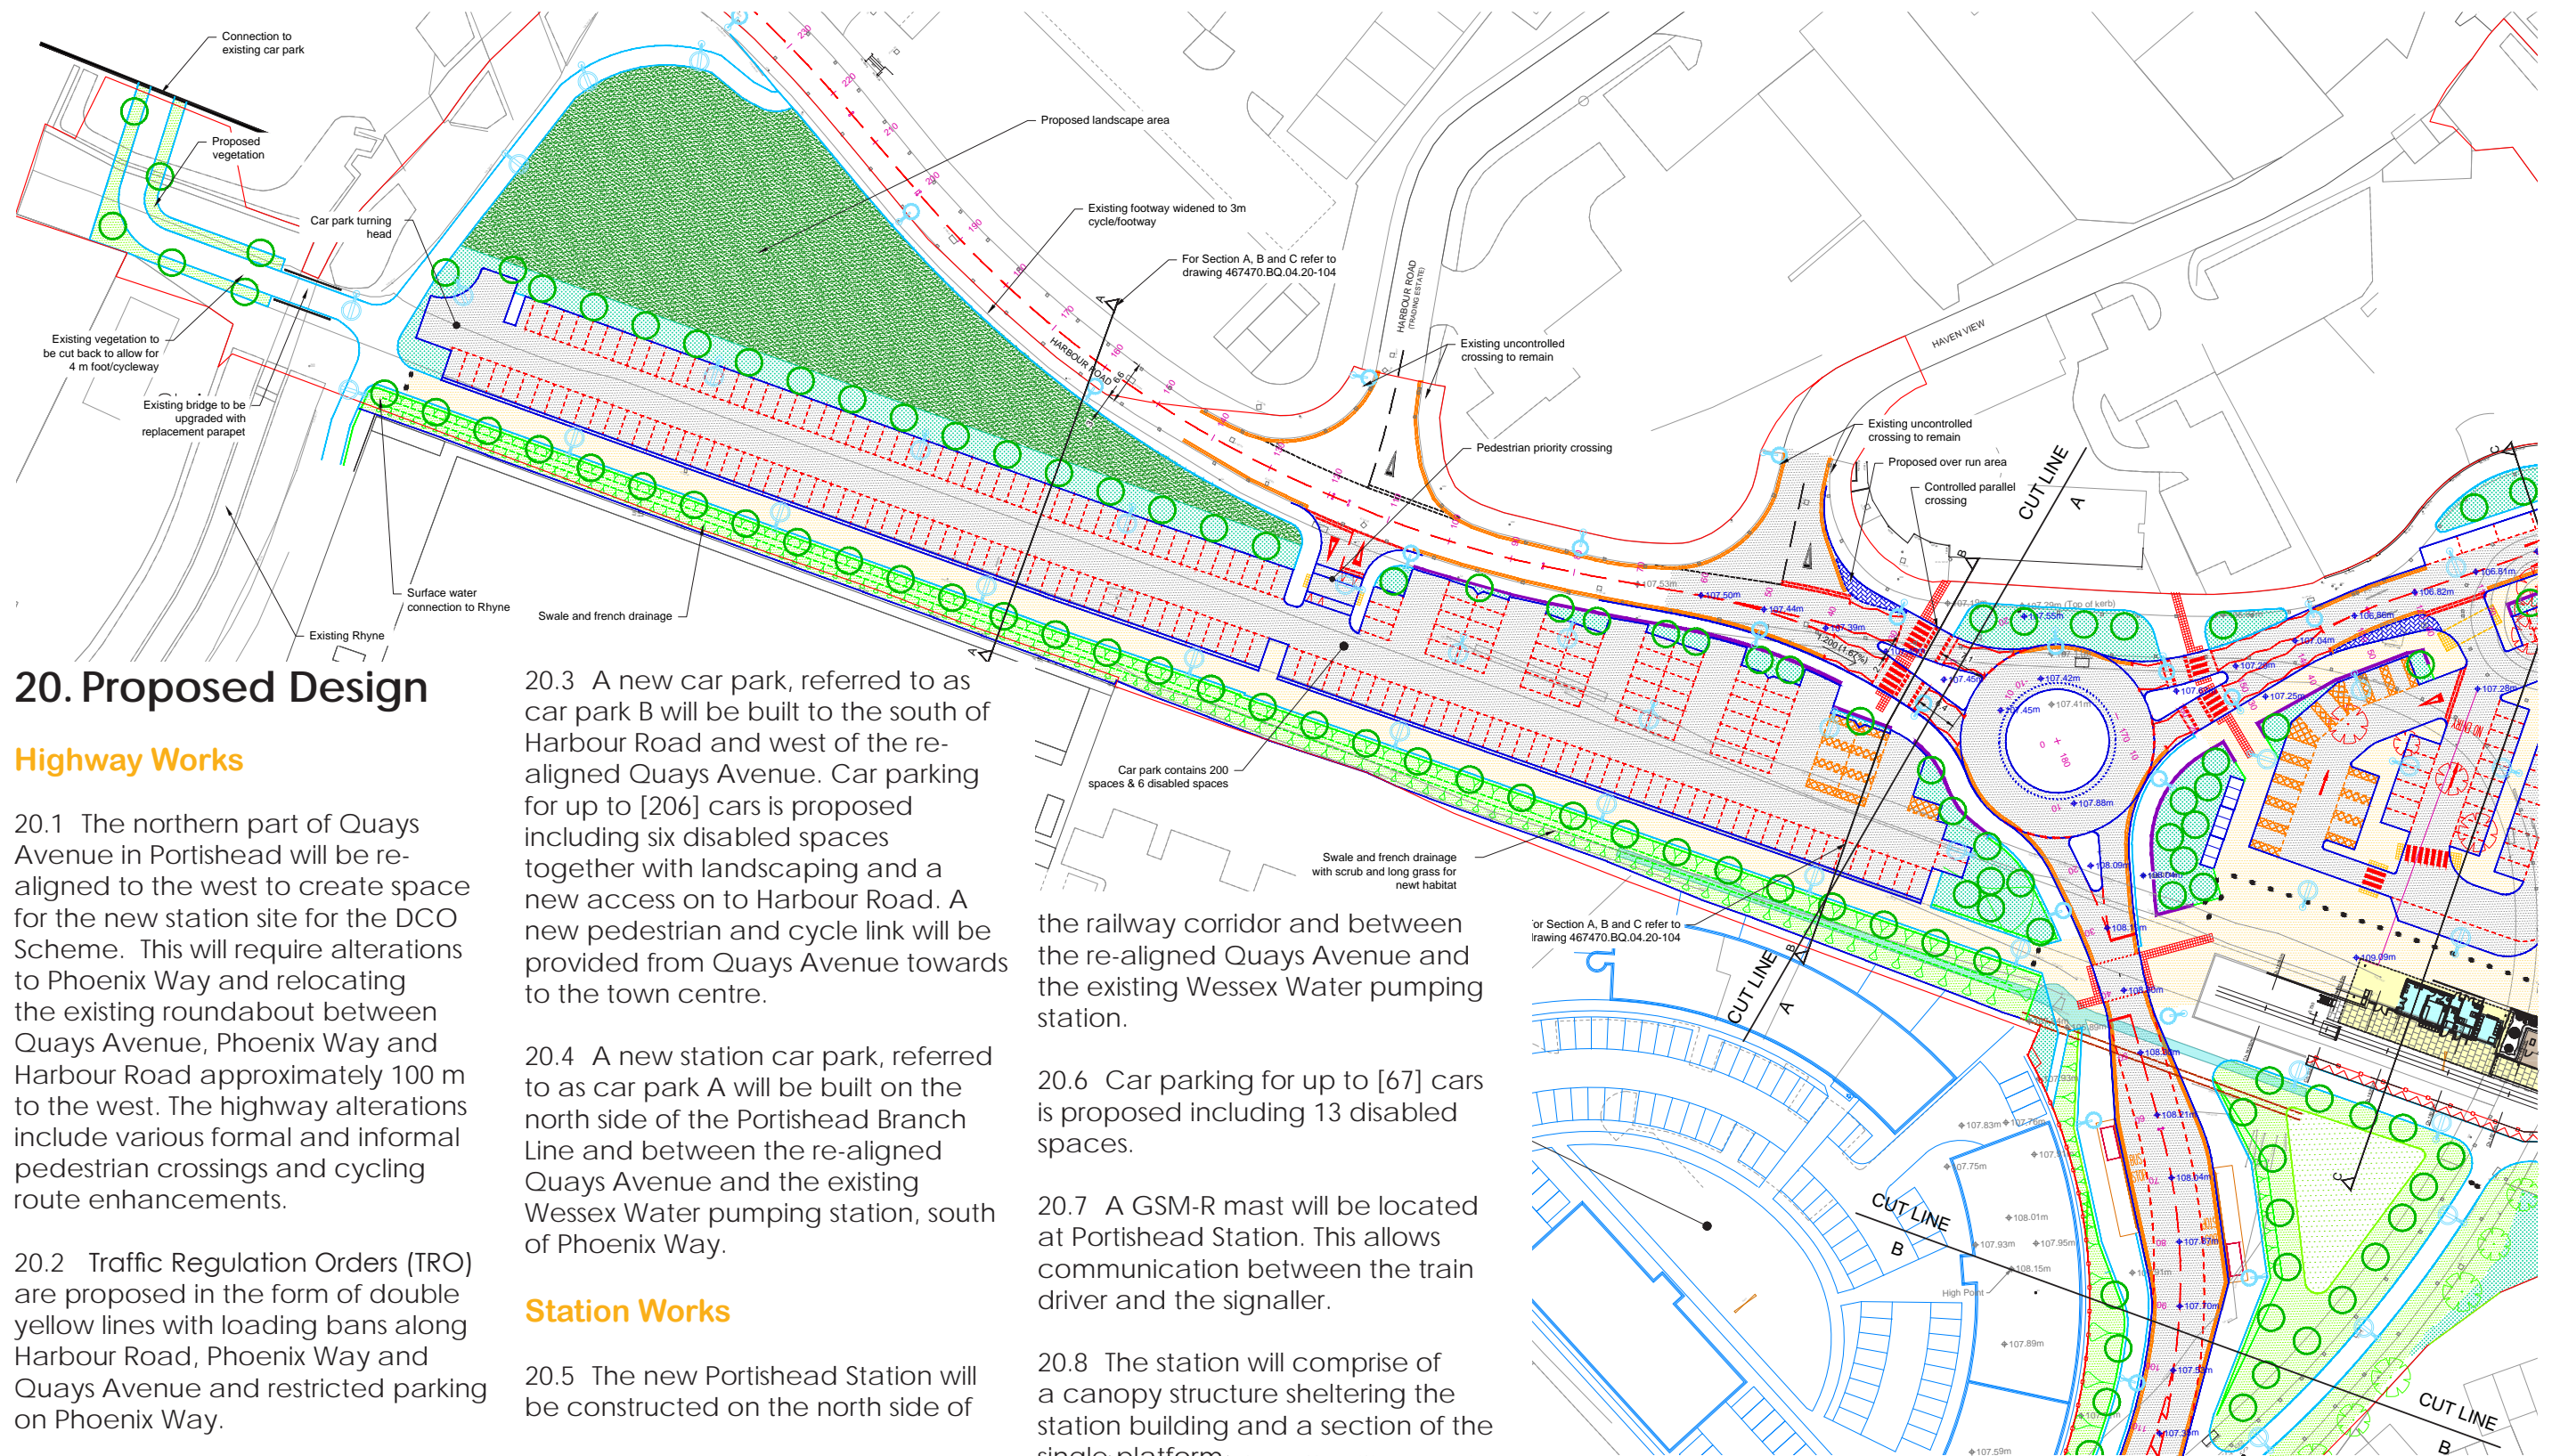 Connection to
existing car park
Proposed
vegetation
Car park turning
head
Proposed landscape area
Existing footway widened to 3m
cycle/footway
For Section A, B and C refer to
drawing 467470.BQ.04.20-104
HARBOUR ROAD
HARBOUR ROAD
(TRADING ESTATE)
Existing uncontrolled
crossing to remain
HAVEN VIEW
Existing vegetation to
be cut back to allow for
4 m foot/cycleway
Existing bridge to be
upgraded with
replacement parapet
Pedestrian priority crossing
Existing uncontrolled
crossing to remain
Proposed over run area
Controlled parallel
crossing
CUT LINE
A
Surface water
connection to Rhyne
Swale and french drainage
Existing Rhyne
Car park contains 200
spaces & 6 disabled spaces
Swale and french drainage
with scrub and long grass for
newt habitat
or Section A, B and C refer to
rawing 467470.BQ.04.20-104
CUT LINE
A
CUT LINE
B
High Point
CUT LINE
B
20. Proposed Design
Highway Works
20.1 The northern part of Quays
Avenue in Portishead will be re-
aligned to the west to create space
for the new station site for the DCO
Scheme. This will require alterations
to Phoenix Way and relocating
the existing roundabout between
Quays Avenue, Phoenix Way and
Harbour Road approximately 100 m
to the west. The highway alterations
include various formal and informal
pedestrian crossings and cycling
route enhancements.
20.2 Traffic Regulation Orders (TRO)
are proposed in the form of double
yellow lines with loading bans along
Harbour Road, Phoenix Way and
Quays Avenue and restricted parking
on Phoenix Way.
20.3 A new car park, referred to as
car park B will be built to the south of
Harbour Road and west of the re-
aligned Quays Avenue. Car parking
for up to [206] cars is proposed
including six disabled spaces
together with landscaping and a
new access on to Harbour Road. A
new pedestrian and cycle link will be
provided from Quays Avenue towards
to the town centre.
20.4 A new station car park, referred
to as car park A will be built on the
north side of the Portishead Branch
Line and between the re-aligned
Quays Avenue and the existing
Wessex Water pumping station, south
of Phoenix Way.
Station Works
20.5 The new Portishead Station will
be constructed on the north side of
the railway corridor and between
the re-aligned Quays Avenue and
the existing Wessex Water pumping
station.
20.6 Car parking for up to [67] cars
is proposed including 13 disabled
spaces.
20.7 A GSM-R mast will be located
at Portishead Station. This allows
communication between the train
driver and the signaller.
20.8 The station will comprise of
a canopy structure sheltering the
station building and a section of the
single platform.